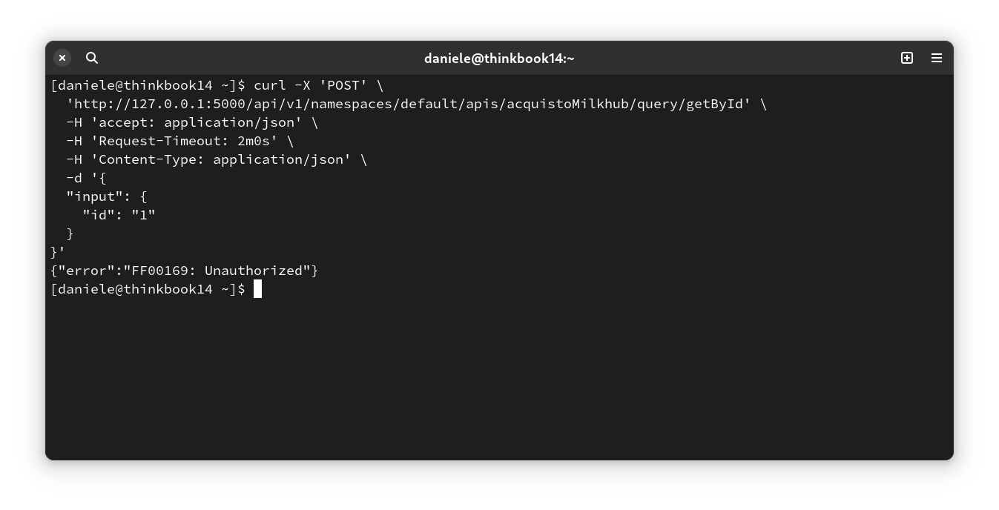 daniele@thinkbook14:~
[daniele@thinkbook14 ~]$ curl -X 'POST' \
  'http://127.0.0.1:5000/api/v1/namespaces/default/apis/acquistoMilkhub/query/getById' \
  -H 'accept: application/json' \
  -H 'Request-Timeout: 2m0s' \
  -H 'Content-Type: application/json' \
  -d '{
  "input": {
    "id": "1"
  }
}'
{"error":"FF00169: Unauthorized"}
[daniele@thinkbook14 ~]$